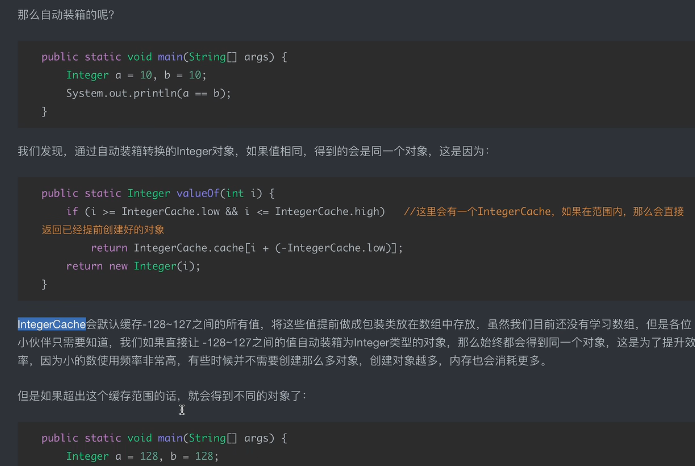 那么自动装箱的呢？
public static void main(String[] args) {
Integer a = 10, b = 10;
System.out.println(a == b);
}
我们发现，通过自动装箱转换的Integer对象，如果值相同，得到的会是同一个对象，这是因为：
public static Integer valueOf(int i) {
if (i >= IntegerCache.low && i <= IntegerCache.high)   //这里会有一个IntegerCache，如果在范围内，那么会直接
返回已经提前创建好的对象
return IntegerCache.cache[i + (-IntegerCache.low)];
return new Integer(i);
}
IntegerCache会默认缓存-128~127之间的所有值，将这些值提前做成包装类放在数组中存放，虽然我们目前还没有学习数组，但是各位
小伙伴只需要知道，我们如果直接让 -128~127之间的值自动装箱为Integer类型的对象，那么始终都会得到同一个对象，这是为了提升效
率，因为小的数使用频率非常高，有些时候并不需要创建那么多对象，创建对象越多，内存也会消耗更多。
但是如果超出这个缓存范围的话，就会得到不同的对象了：
public static void main(String[] args) {
Integer a = 128, b = 128;